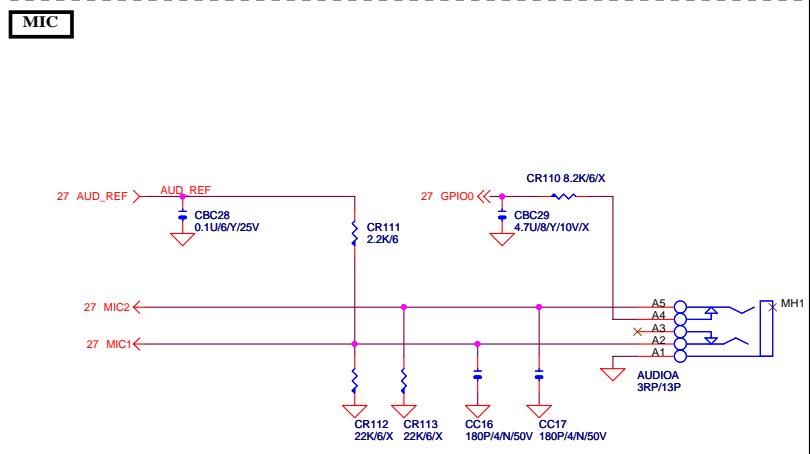 MIC
CR110 8.2K/6/X
27 AUD_REF
AUD_REF
27 GPIO0
CBC28
0.1U/6/Y/25V
CBC29
4.7U/8/Y/10V/X
CR111
2.2K/6
27 MIC2
A5
MH1
A4
A3
27 MIC1
A2
A1
AUDIOA
3RP/13P
CR112
22K/6/X
CR113
22K/6/X
CC16
180P/4/N/50V
CC17
180P/4/N/50V